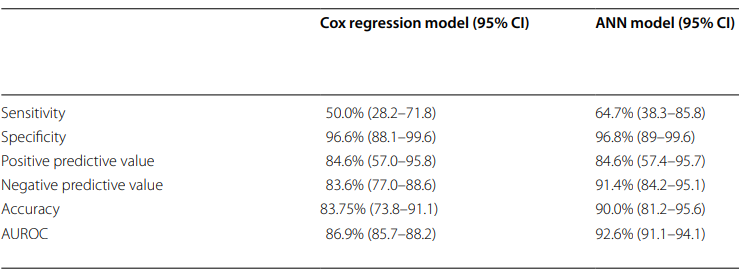 Cox regression model (95% CI) ANN model (95% CI)
Sensitivity 50.0% (28.2–71.8) 64.7% (38.3–85.8)
Specificity 96.6% (88.1–99.6) 96.8% (89–99.6)
Positive predictive value 84.6% (57.0–95.8) 84.6% (57.4–95.7)
Negative predictive value 83.6% (77.0–88.6) 91.4% (84.2–95.1)
Accuracy 83.75% (73.8–91.1) 90.0% (81.2–95.6)
AUROC 86.9% (85.7–88.2) 92.6% (91.1–94.1)